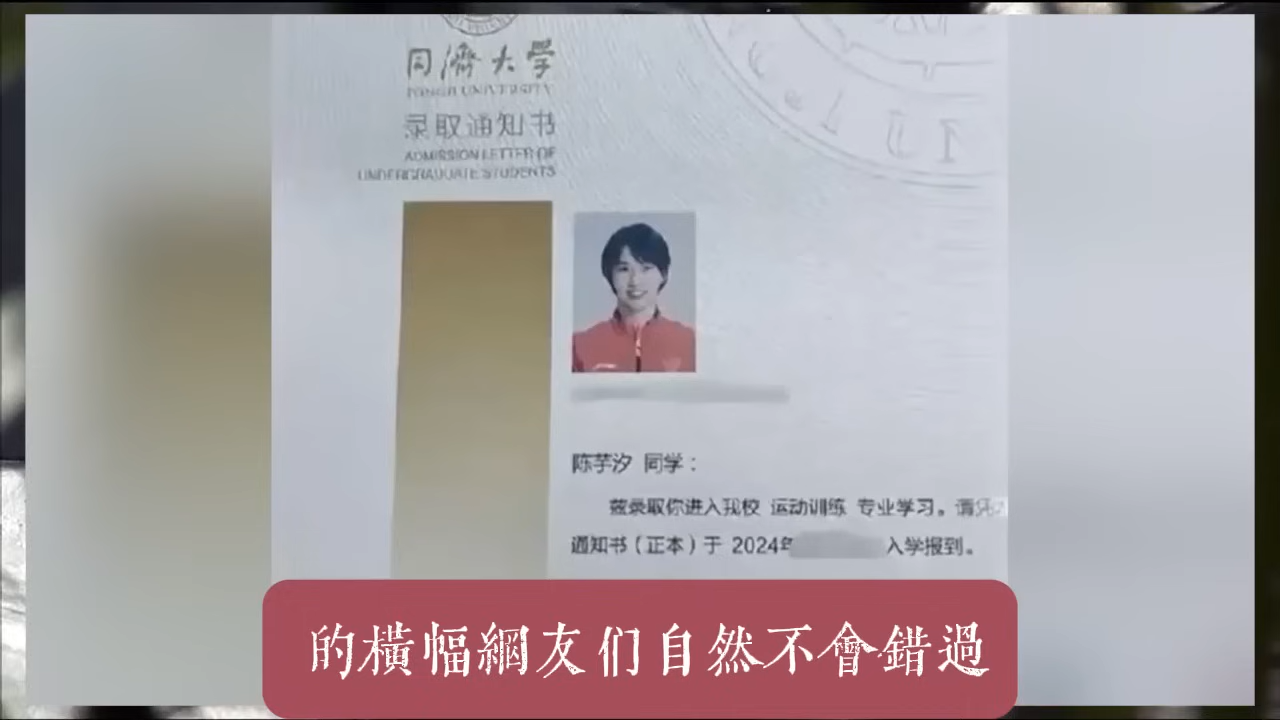 同濟大学
TONGJI UNIVERSITY
录取通知书
ADMISSION LETTER OF
UNDERGRADUATE STUDENTS
陈芋汐 同学：
兹录取你进入我校 运动训练 专业学习。请凭
通知书（正本）于 2024年 入学报到。
的橫幅網友们自然不會錯過